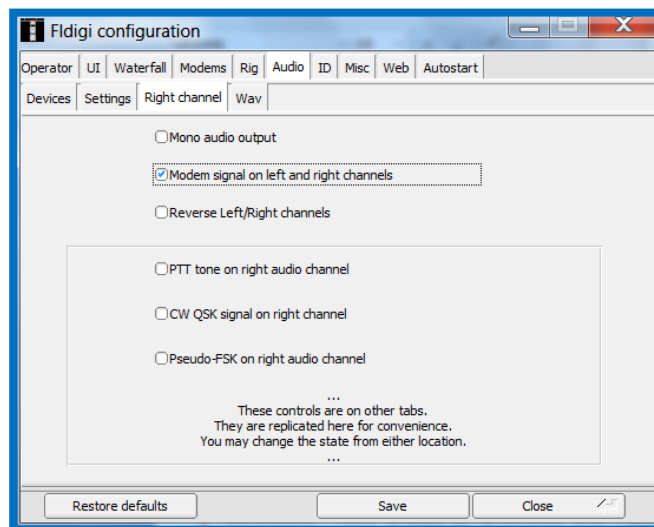 Fldigi configuration
Operator UI Waterfall Modems Rig Audio ID Misc Web Autostart
Devices Settings Right channel Wav
Mono audio output
Modem signal on left and right channels
Reverse Left/Right channels
PTT tone on right audio channel
CW QSK signal on right channel
Pseudo-FSK on right audio channel
...
These controls are on other tabs.
They are replicated here for convenience.
You may change the state from either location.
...
Restore defaults Save Close